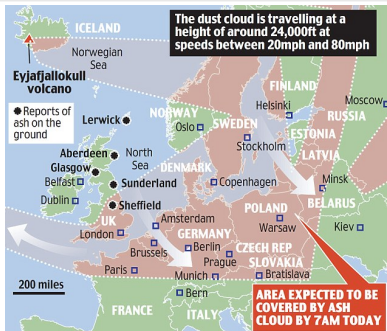 The dust cloud is travelling at a
height of around 24,000ft at
speeds between 20mph and 80mph
ICELAND
Norwegian
Sea
Eyjafjallokull
volcano
Reports of
ash on the
ground
FINLAND
Helsinki
Moscow
RUSSIA
Lerwick
NORWAY
Oslo
SWEDEN
ESTONIA
Stockholm
LATVIA
Aberdeen
North
Sea
Glasgow
Belfast
DENMARK
Copenhagen
Minsk
Sunderland
Dublin
BELARUS
Sheffield
UK
POLAND
Amsterdam
Warsaw
Kiev
London
GERMANY
Berlin
Brussels
CZECH REP
Prague
SLOVAKIA
Paris
Munich
Bratislava
200 miles
Bern
FRANCE
ITALY
AREA EXPECTED TO BE
COVERED BY ASH
CLOUD BY 7AM TODAY